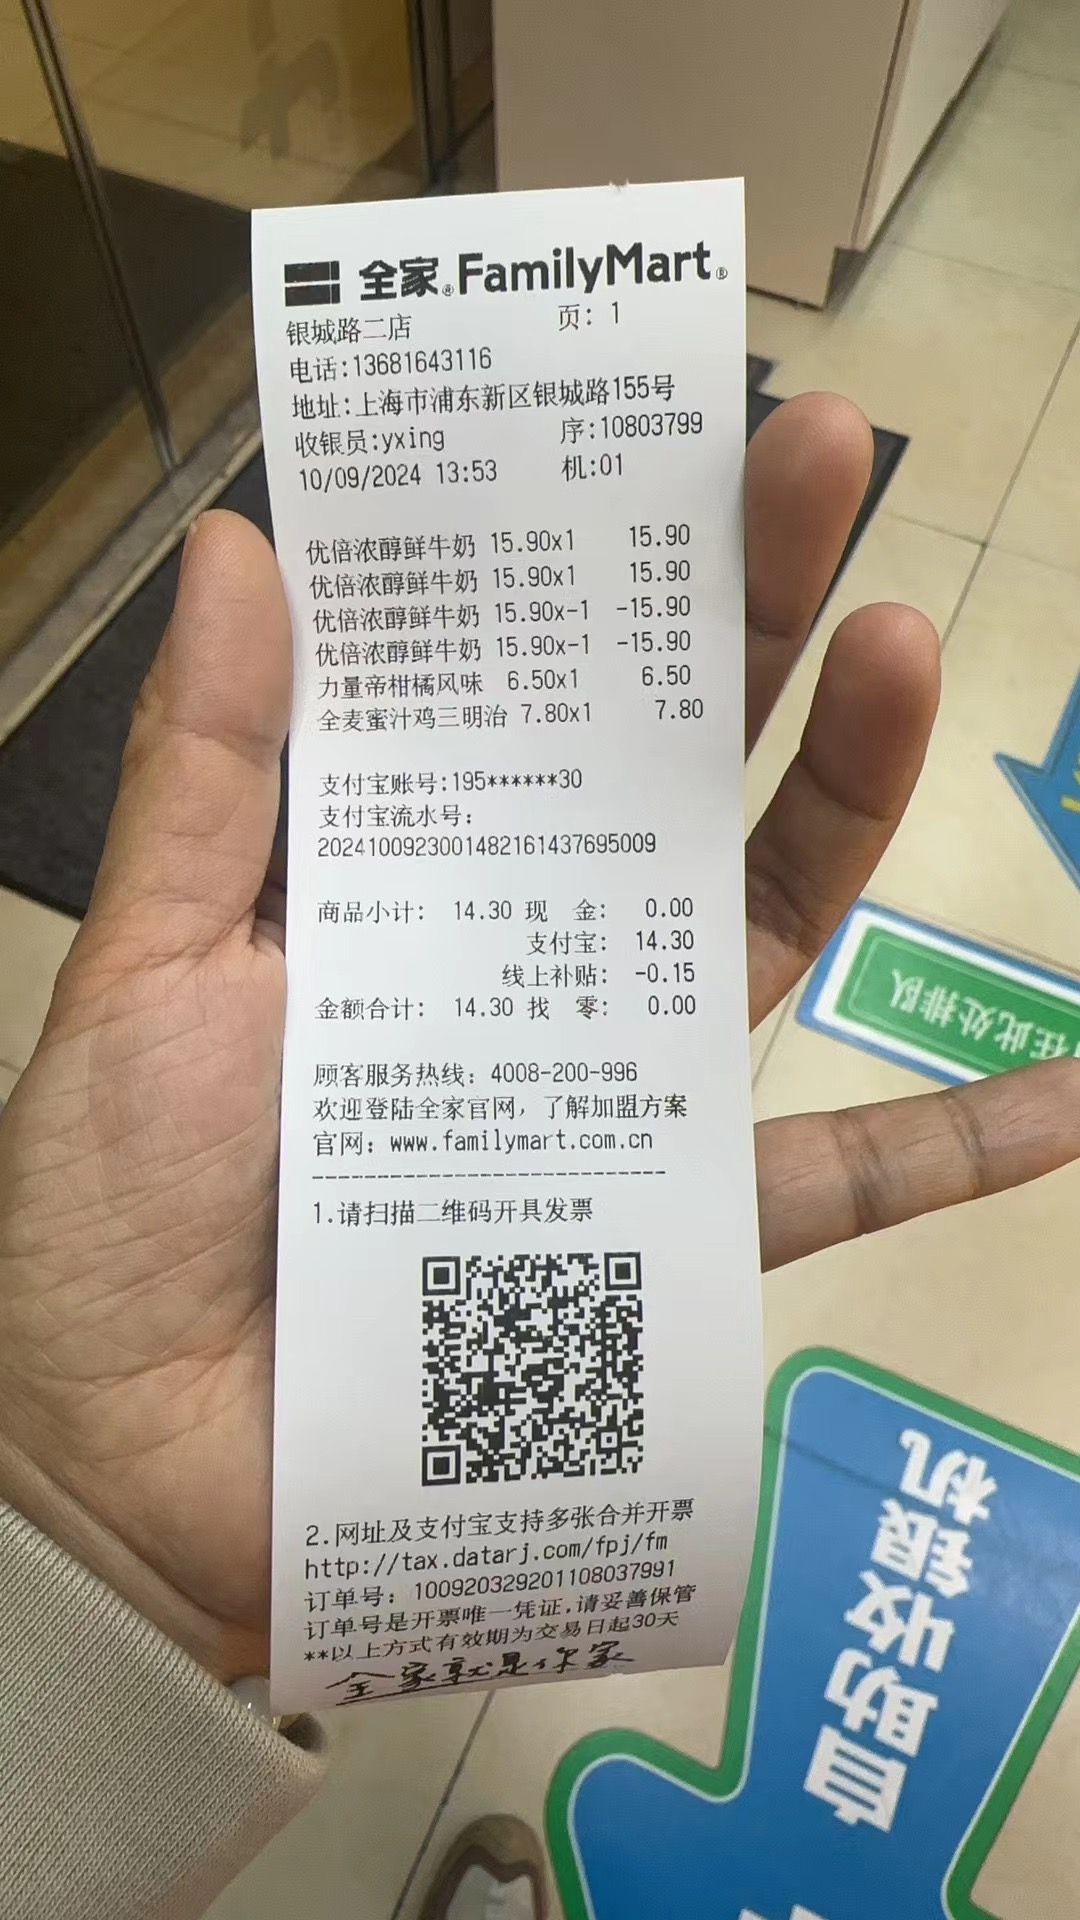 全家®FamilyMart®
银城路二店 页: 1
电话:13681643116
地址:上海市浦东新区银城路155号
收银员:yxing 序:10803799
10/09/2024 13:53 机:01
优倍浓醇鲜牛奶 15.90x1 15.90
优倍浓醇鲜牛奶 15.90x1 15.90
优倍浓醇鲜牛奶 15.90x-1 -15.90
优倍浓醇鲜牛奶 15.90x-1 -15.90
力量帝柑橘风味 6.50x1 6.50
全麦蜜汁鸡三明治 7.80x1 7.80
支付宝账号:195******30
支付宝流水号:
2024100923001482161437695009
商品小计: 14.30 现 金: 0.00
支付宝: 14.30
线上补贴: -0.15
金额合计: 14.30 找 零: 0.00
顾客服务热线: 4008-200-996
欢迎登陆全家官网，了解加盟方案
官网: www.familymart.com.cn
--------------------------------
1.请扫描二维码开具发票
2.网址及支付宝支持多张合并开票
http://tax.datarj.com/fpj/fm
订单号: 100920329201108037991
订单号是开票唯一凭证,请妥善保管
**以上方式有效期为交易日起30天
全家就是你家
在此处排队
自助收银机